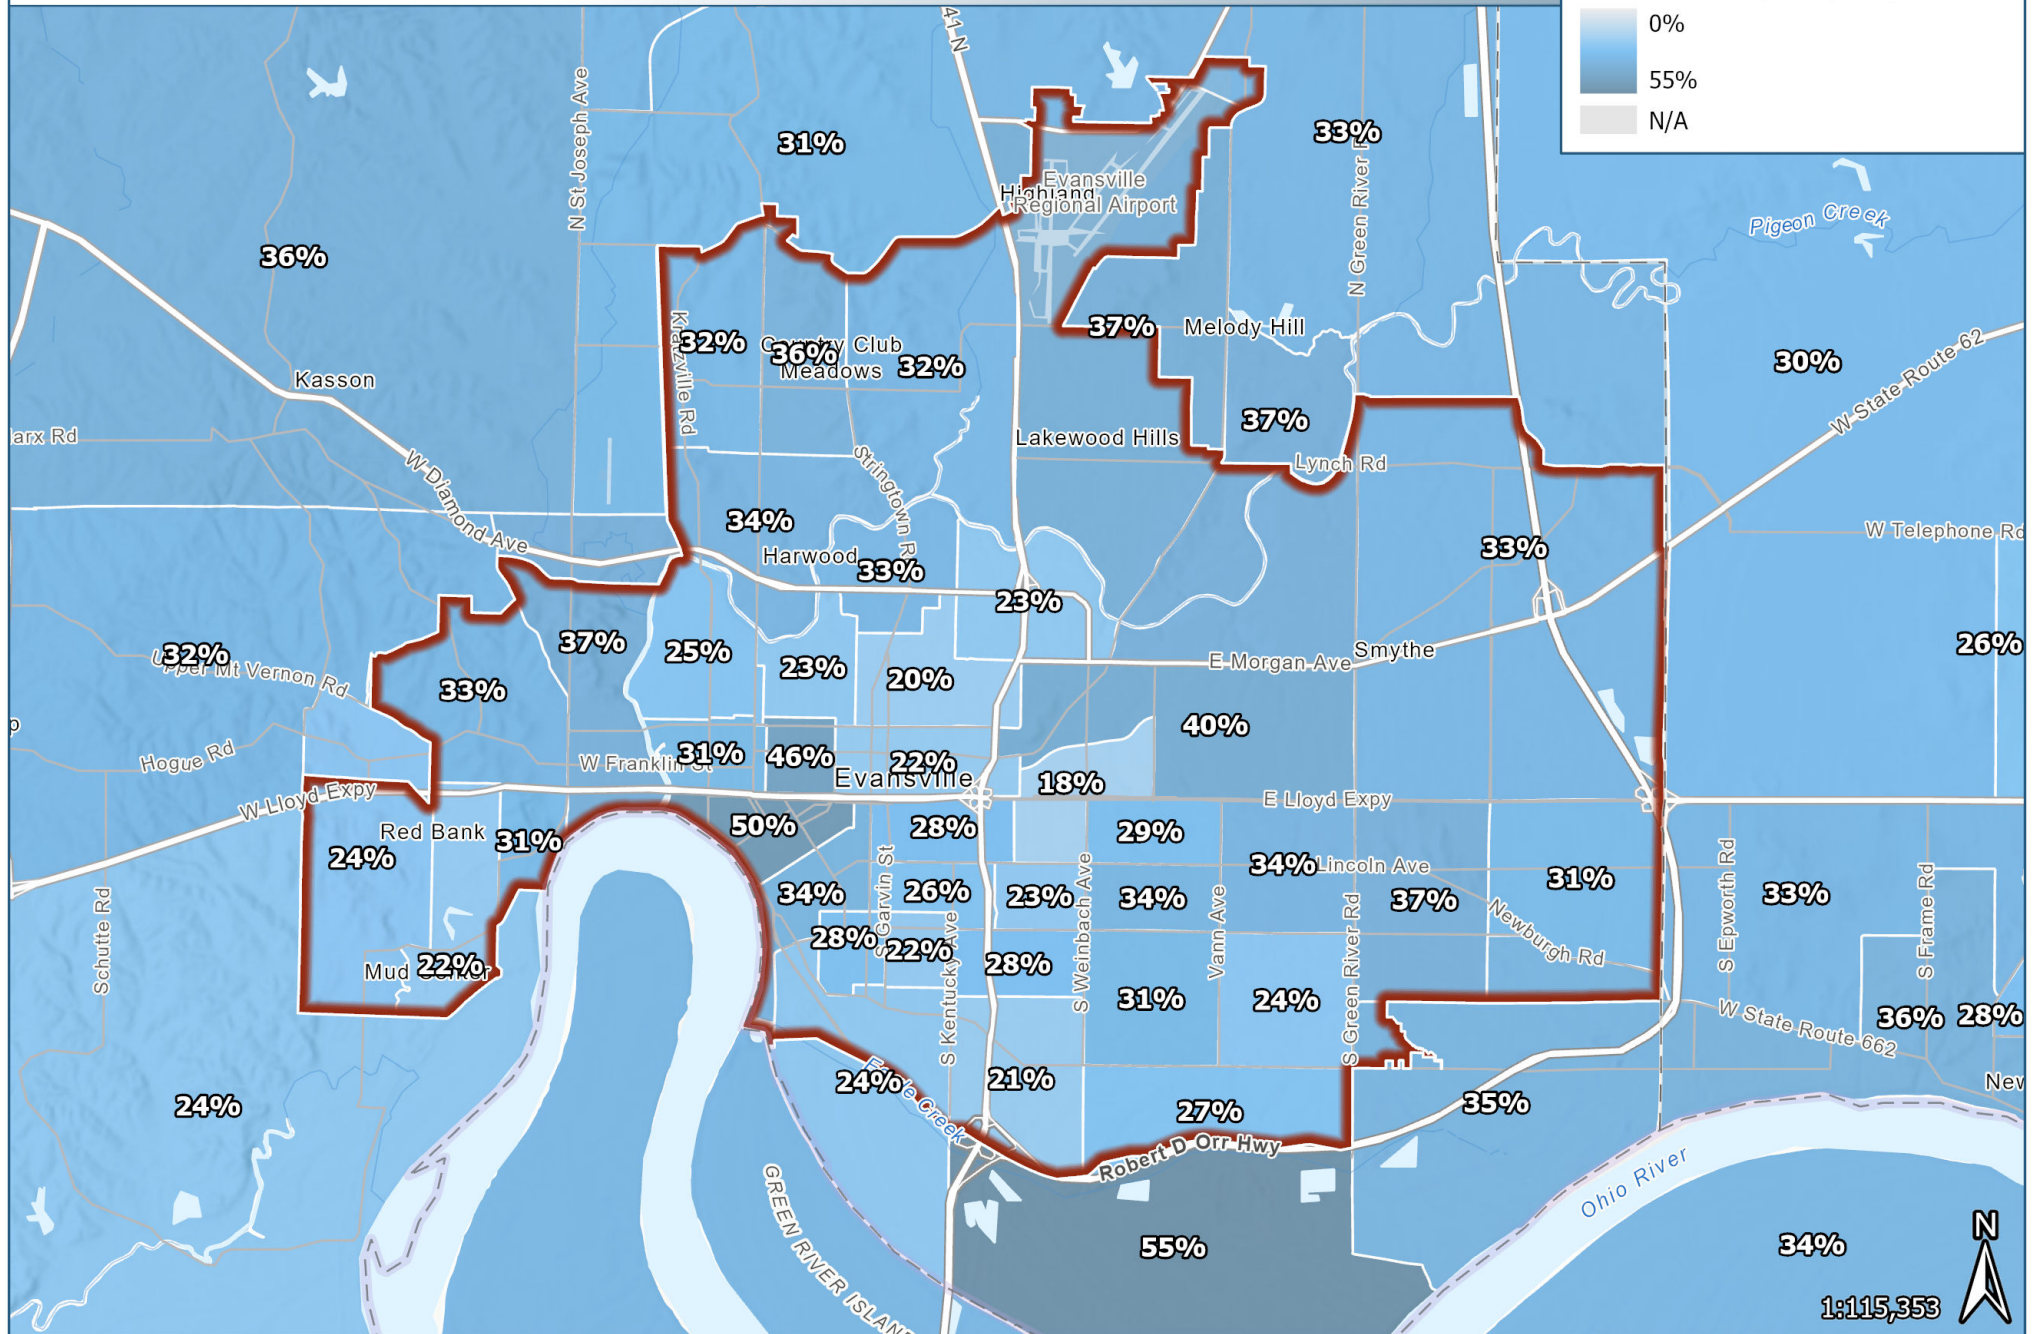 0%
55%
N/A
41 N
N St Joseph Ave
31%
33%
Evansville
Regional Airport
Highland
N Green River R
Pigeon Creek
36%
Kratzville Rd
32%
Country Club
Meadows
36%
32%
37%
Melody Hill
30%
W State Route 62
Kasson
arx Rd
W Diamond Ave
37%
Lakewood Hills
Lynch Rd
Stringtown R
34%
Harwood
33%
33%
W Telephone Rd
23%
32%
Upper Mt Vernon Rd
33%
37%
25%
23%
20%
E Morgan Ave
Smythe
26%
p
Hogue Rd
W Franklin St
31%
46%
22%
Evansville
40%
18%
W Lloyd Expy
E Lloyd Expy
Red Bank
24%
31%
50%
28%
29%
34%
Lincoln Ave
31%
33%
34%
S Garvin St
26%
23%
34%
37%
28%
22%
28%
S Kentucky Ave
S Weinbach Ave
Vann Ave
S Green River Rd
Newburgh Rd
S Epworth Rd
S Frame Rd
Schutte Rd
22%
31%
24%
36%
28%
W State Route 662
New
24%
24%
21%
27%
35%
Robert D Orr Hwy
GREEN RIVER ISLAN
55%
Ohio River
34%
N
1:115,353